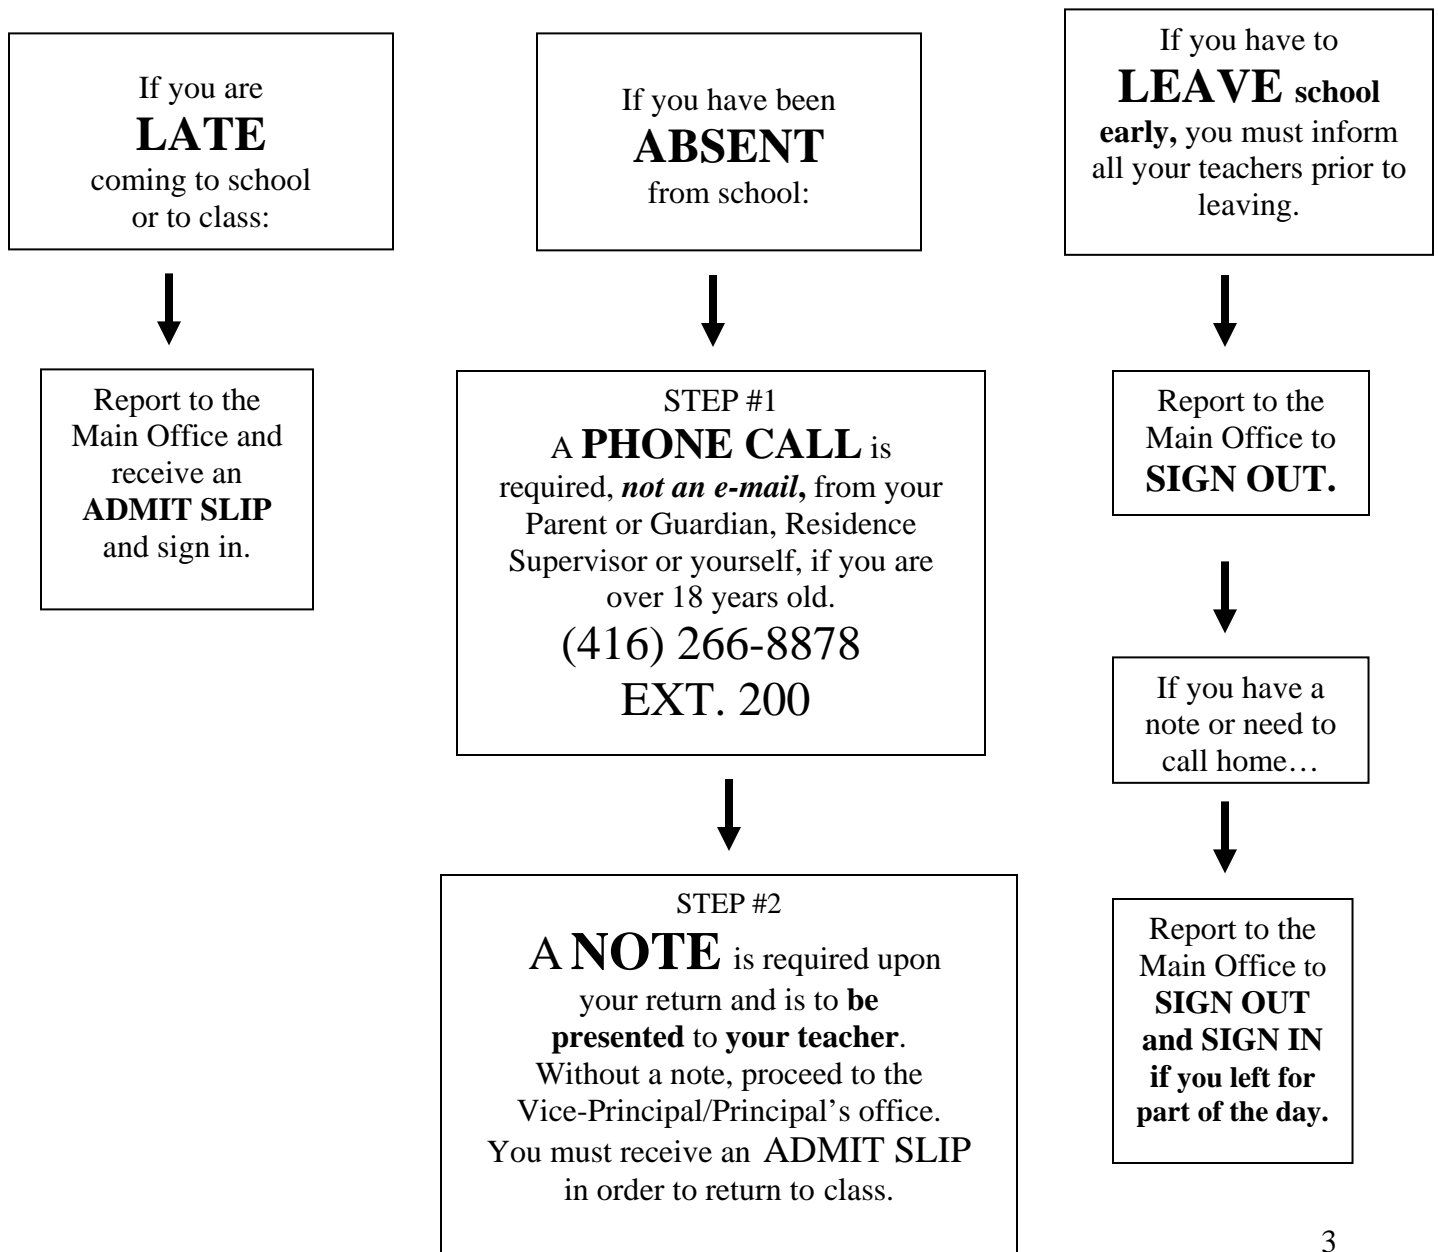 If you are
LATE
coming to school
or to class:
Report to the
Main Office and
receive an
ADMIT SLIP
and sign in.
If you have been
ABSENT
from school:
STEP #1
A PHONE CALL is
required, not an e-mail, from your
Parent or Guardian, Residence
Supervisor or yourself, if you are
over 18 years old.
(416) 266-8878
EXT. 200
STEP #2
A NOTE is required upon
your return and is to be
presented to your teacher.
Without a note, proceed to the
Vice-Principal/Principal’s office.
You must receive an ADMIT SLIP
in order to return to class.
If you have to
LEAVE school
early, you must inform
all your teachers prior to
leaving.
Report to the
Main Office to
SIGN OUT.
If you have a
note or need to
call home…
Report to the
Main Office to
SIGN OUT
and SIGN IN
if you left for
part of the day.
3